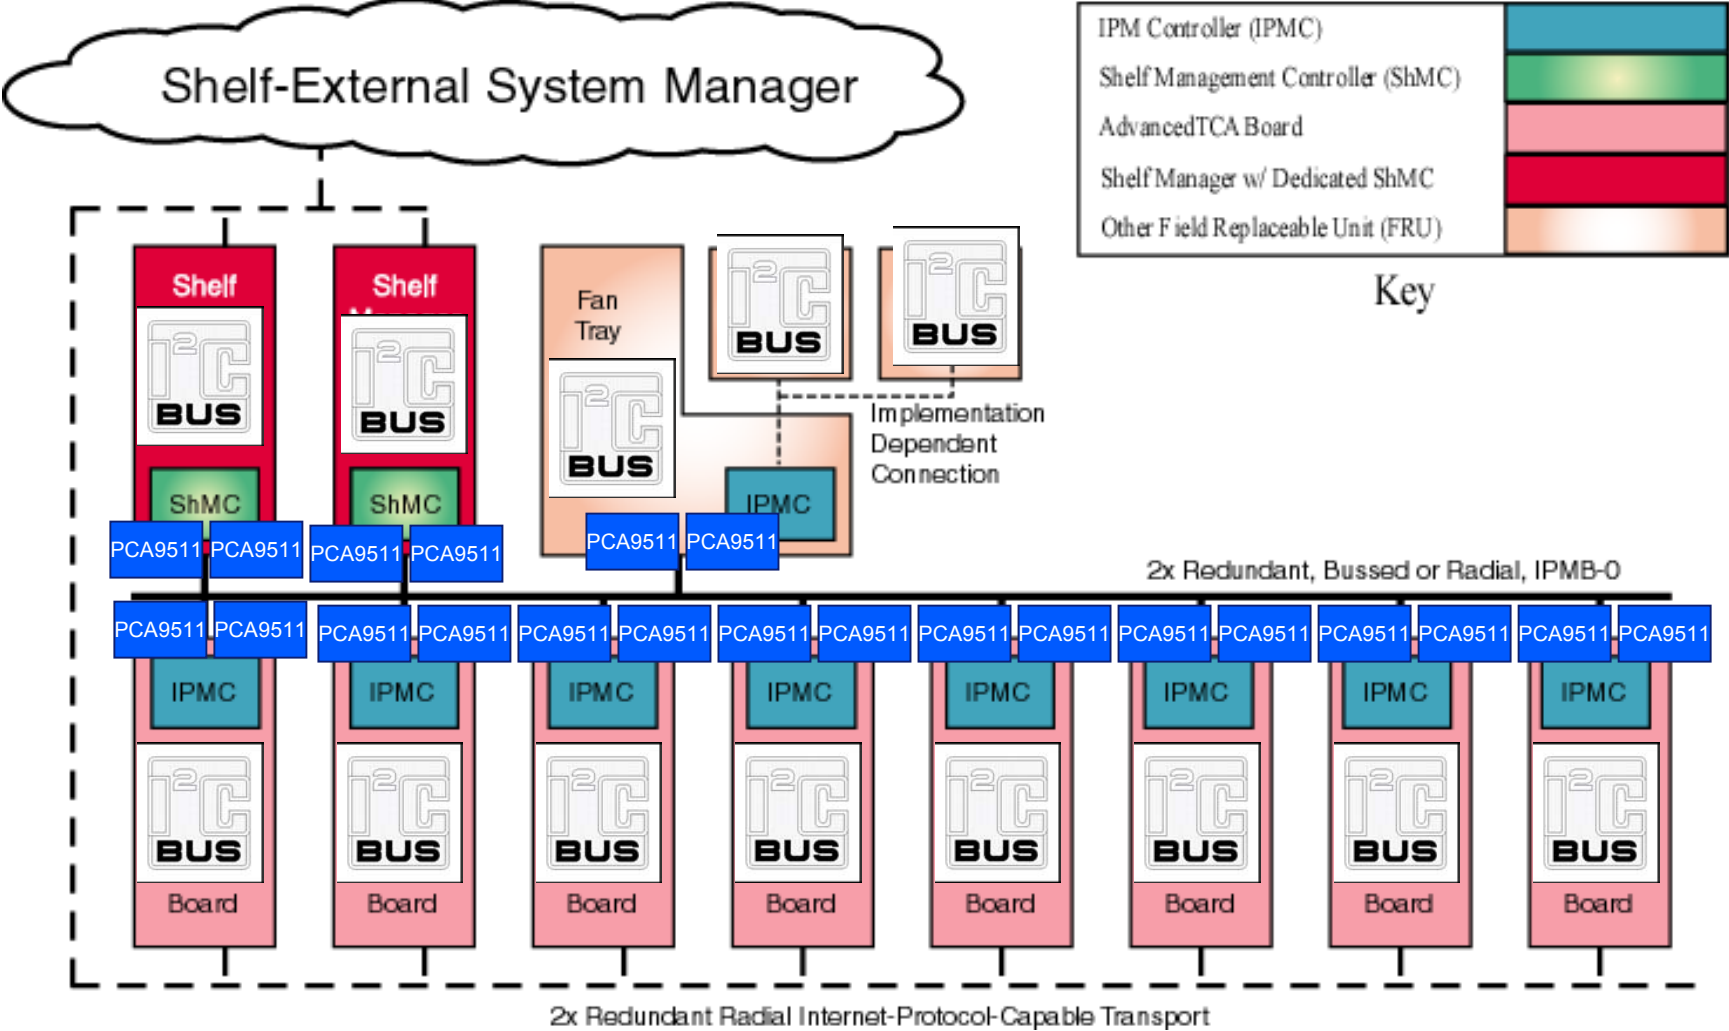 Shelf-External System Manager
IPM Controller (IPMC)
Shelf Management Controller (ShMC)
AdvancedTCA Board
Shelf Manager w/ Dedicated ShMC
Other Field Replaceable Unit (FRU)
Key
Shelf
I2C
BUS
ShMC
PCA9511 PCA9511
Shelf
I2C
BUS
ShMC
PCA9511 PCA9511
Fan
Tray
I2C
BUS
I2C
BUS
I2C
BUS
Implementation
Dependent
Connection
IPMC
PCA9511 PCA9511
2x Redundant, Bussed or Radial, IPMB-0
PCA9511 PCA9511 PCA9511 PCA9511 PCA9511 PCA9511 PCA9511 PCA9511 PCA9511 PCA9511 PCA9511 PCA9511 PCA9511 PCA9511 PCA9511 PCA9511
IPMC IPMC IPMC IPMC IPMC IPMC IPMC IPMC
I2C I2C I2C I2C I2C I2C I2C I2C
BUS BUS BUS BUS BUS BUS BUS BUS
Board Board Board Board Board Board Board Board
2x Redundant Radial Internet-Protocol-Capable Transport